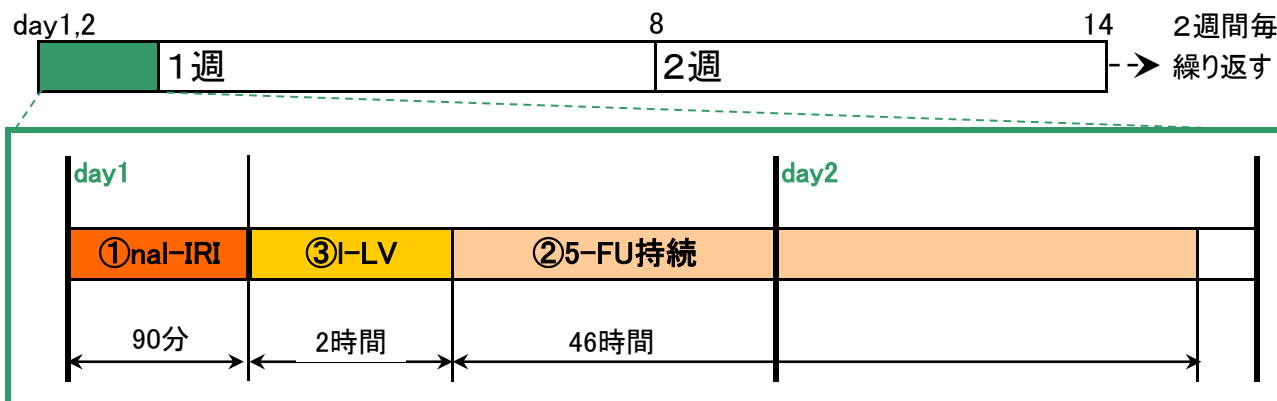 day1,2
8
14
２週間毎
繰り返す
１週
２週
day1
day2
①nal-IRI
③l-LV
②5-FU持続
90分
2時間
46時間